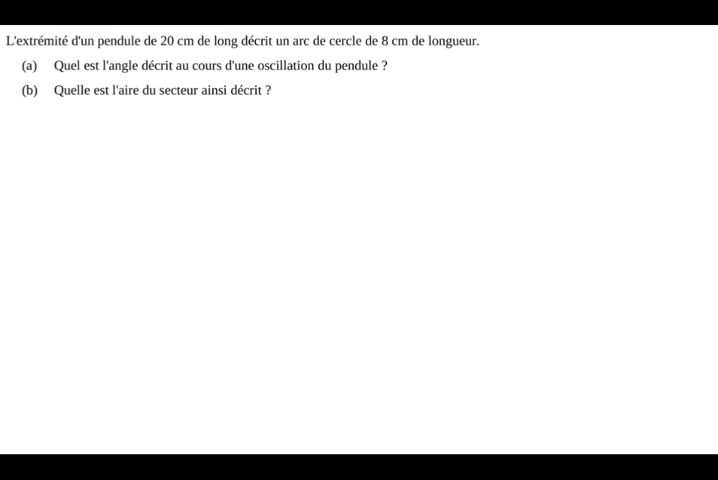 L'extrémité d'un pendule de 20 cm de long décrit un arc de cercle de 8 cm de longueur.
(a) Quel est l'angle décrit au cours d'une oscillation du pendule ?
(b) Quelle est l'aire du secteur ainsi décrit ?